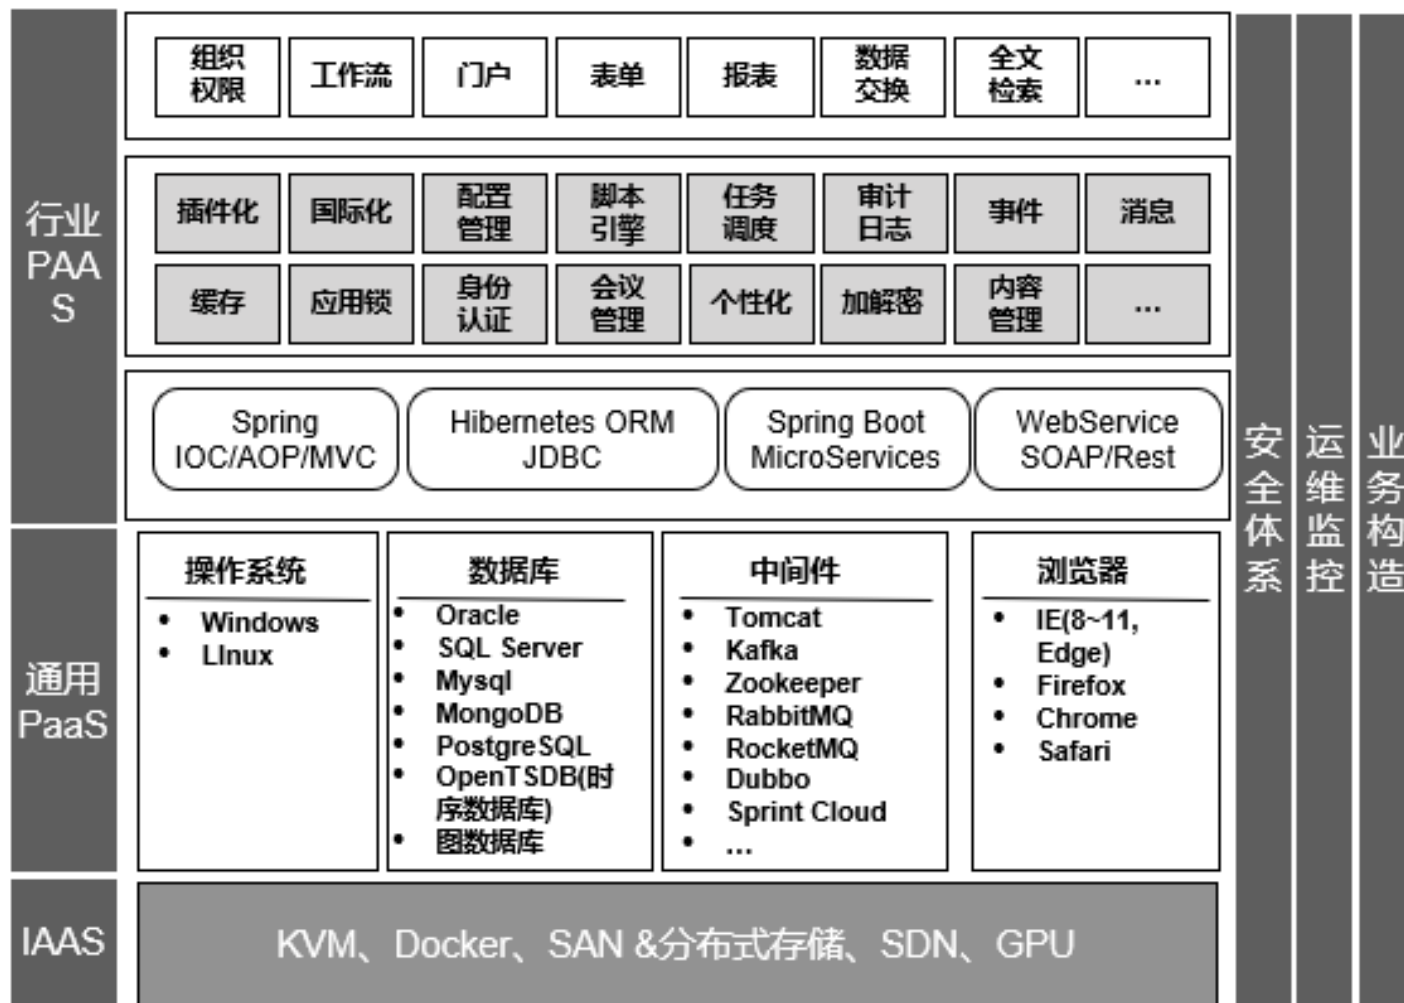 行业
PAA
S
组织
权限
工作流
门户
表单
报表
数据
交换
全文
检索
...
插件化
国际化
配置
管理
脚本
引擎
任务
调度
审计
日志
事件
消息
缓存
应用锁
身份
认证
会议
管理
个性化
加解密
内容
管理
...
Spring
IOC/AOP/MVC
Hibernetes ORM
JDBC
Spring Boot
MicroServices
WebService
SOAP/Rest
通用
PaaS
操作系统
• Windows
• LInux
数据库
• Oracle
• SQL Server
• Mysql
• MongoDB
• PostgreSQL
• OpenTSDB(时
序数据库)
• 图数据库
中间件
• Tomcat
• Kafka
• Zookeeper
• RabbitMQ
• RocketMQ
• Dubbo
• Sprint Cloud
• ...
浏览器
• IE(8~11,
Edge)
• Firefox
• Chrome
• Safari
IAAS
KVM、Docker、SAN &分布式存储、SDN、GPU
安全体系
运维监控
业务构造